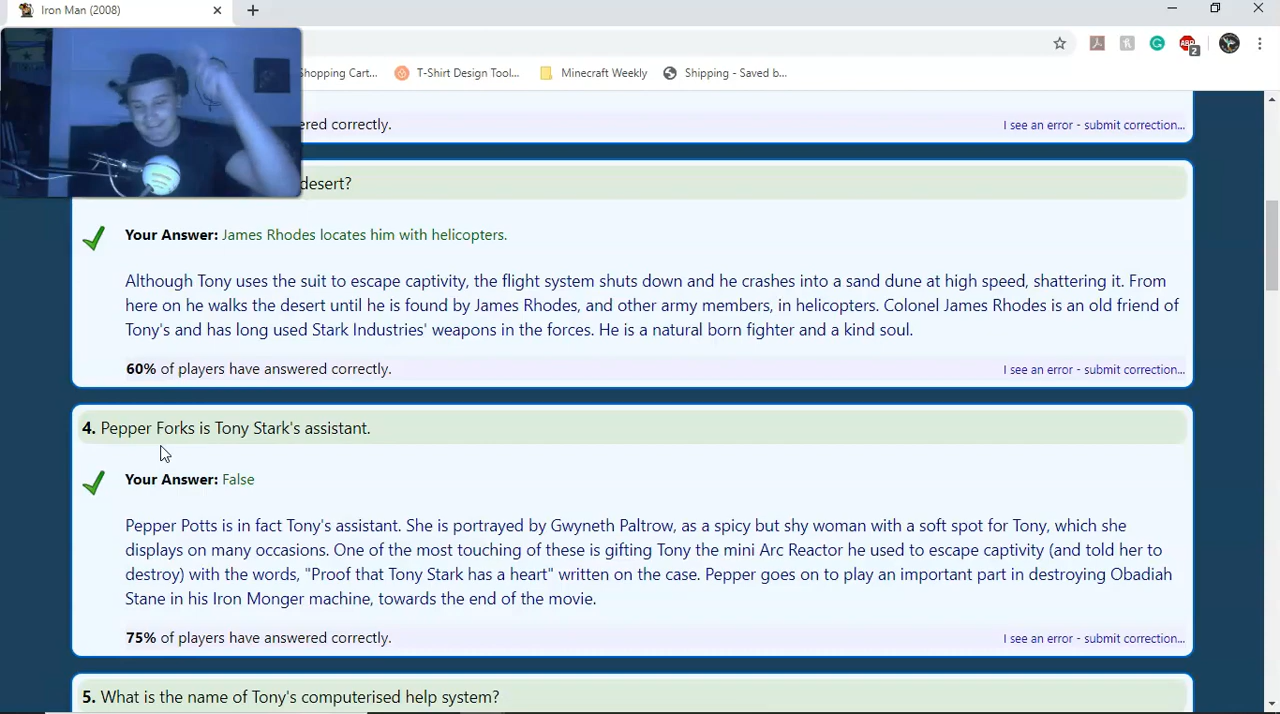 Iron Man (2008)
Shopping Cart...
T-Shirt Design Tool...
Minecraft Weekly
Shipping - Saved b...
ABP
2
ered correctly.
I see an error - submit correction...
desert?
Your Answer: James Rhodes locates him with helicopters.
Although Tony uses the suit to escape captivity, the flight system shuts down and he crashes into a sand dune at high speed, shattering it. From
here on he walks the desert until he is found by James Rhodes, and other army members, in helicopters. Colonel James Rhodes is an old friend of
Tony's and has long used Stark Industries' weapons in the forces. He is a natural born fighter and a kind soul.
60% of players have answered correctly.
I see an error - submit correction...
4. Pepper Forks is Tony Stark's assistant.
Your Answer: False
Pepper Potts is in fact Tony's assistant. She is portrayed by Gwyneth Paltrow, as a spicy but shy woman with a soft spot for Tony, which she
displays on many occasions. One of the most touching of these is gifting Tony the mini Arc Reactor he used to escape captivity (and told her to
destroy) with the words, "Proof that Tony Stark has a heart" written on the case. Pepper goes on to play an important part in destroying Obadiah
Stane in his Iron Monger machine, towards the end of the movie.
75% of players have answered correctly.
I see an error - submit correction...
5. What is the name of Tony's computerised help system?